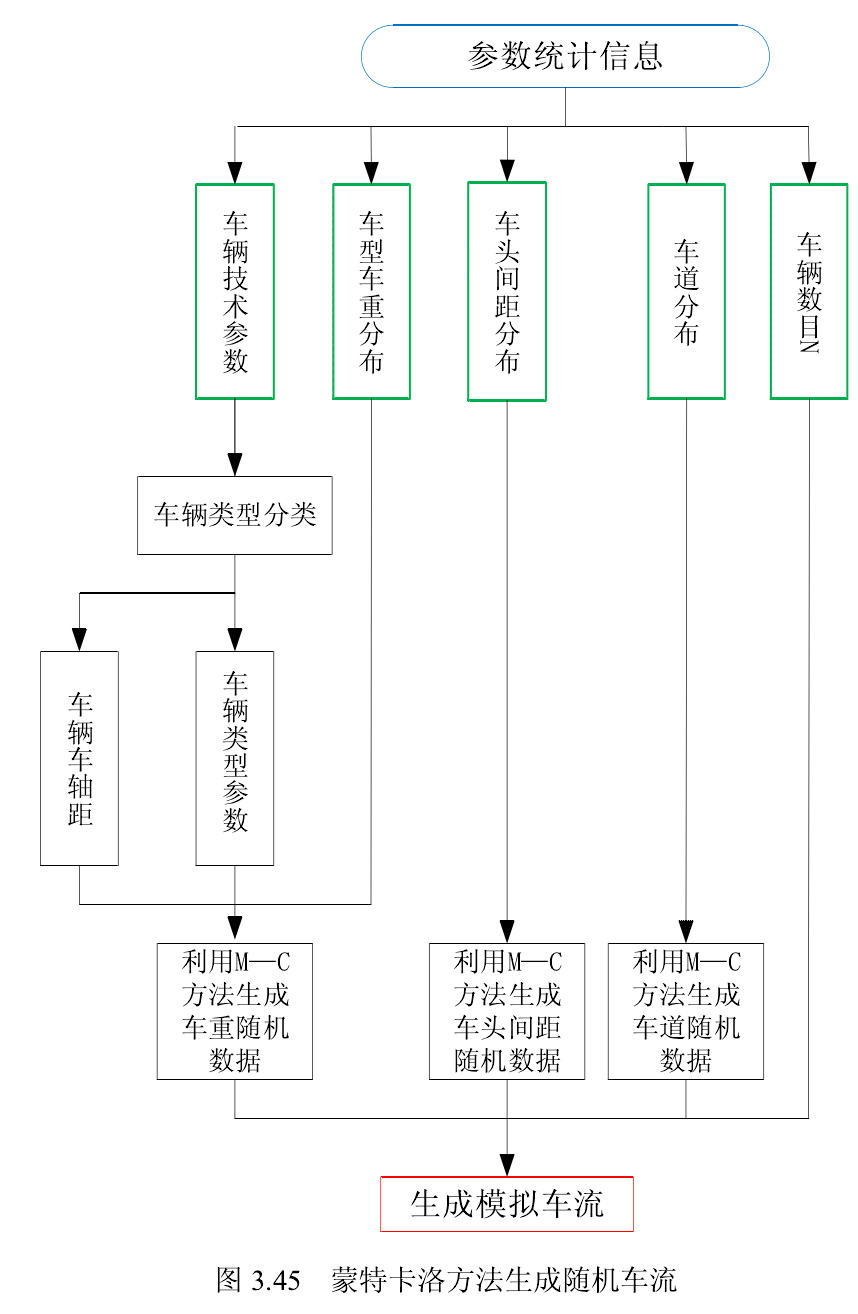 参数统计信息
车辆技术参数
车型车重分布
车头间距分布
车道分布
车辆数目N
车辆类型分类
车辆车轴距
车辆类型参数
利用M—C
方法生成
车重随机
数据
利用M—C
方法生成
车头间距
随机数据
利用M—C
方法生成
车道随机
数据
生成模拟车流
图 3.45 蒙特卡洛方法生成随机车流